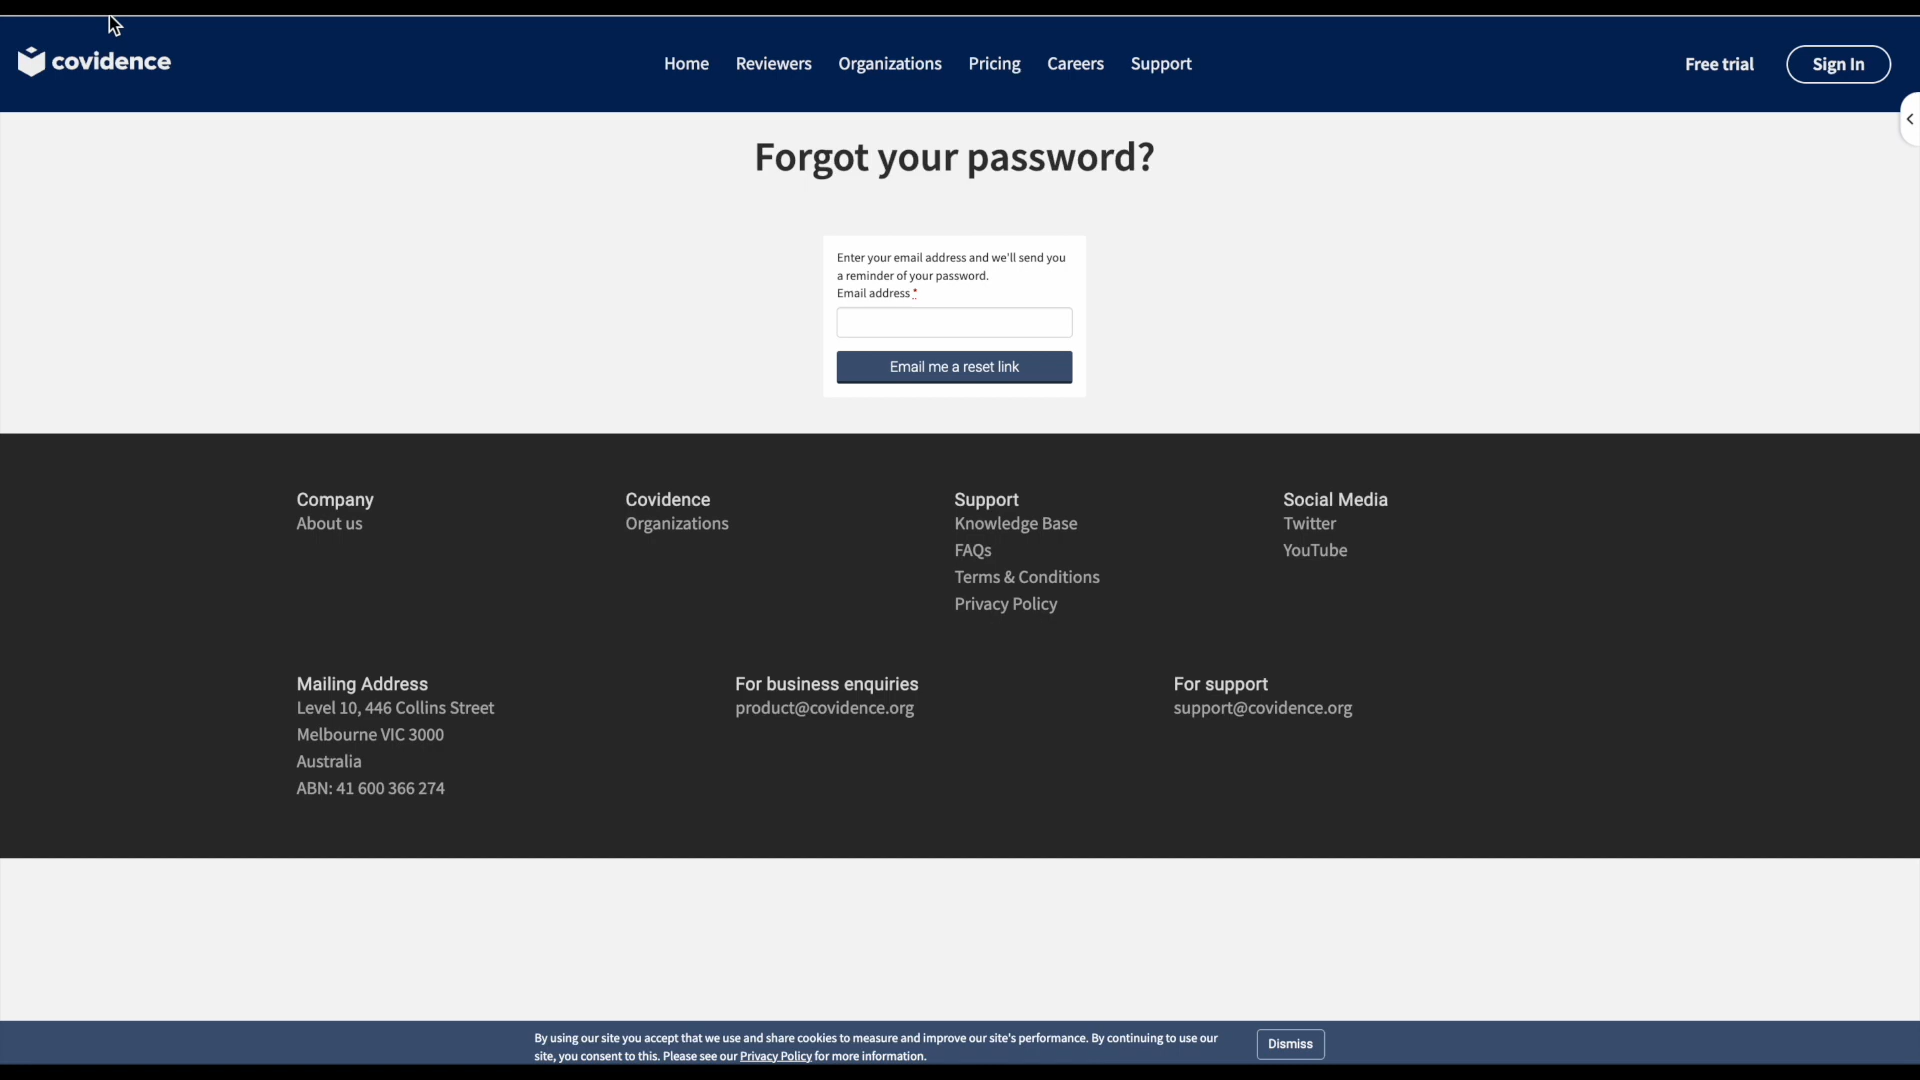 covidence
Home Reviewers Organizations Pricing Careers Support
Free trial Sign In
Forgot your password?
Enter your email address and we'll send you
a reminder of your password.
Email address *
Email me a reset link
Company
About us
Covidence
Organizations
Support
Knowledge Base
FAQs
Terms & Conditions
Privacy Policy
Social Media
Twitter
YouTube
Mailing Address
Level 10, 446 Collins Street
Melbourne VIC 3000
Australia
ABN: 41 600 366 274
For business enquiries
product@covidence.org
For support
support@covidence.org
By using our site you accept that we use and share cookies to measure and improve our site's performance. By continuing to use our
site, you consent to this. Please see our Privacy Policy for more information.
Dismiss